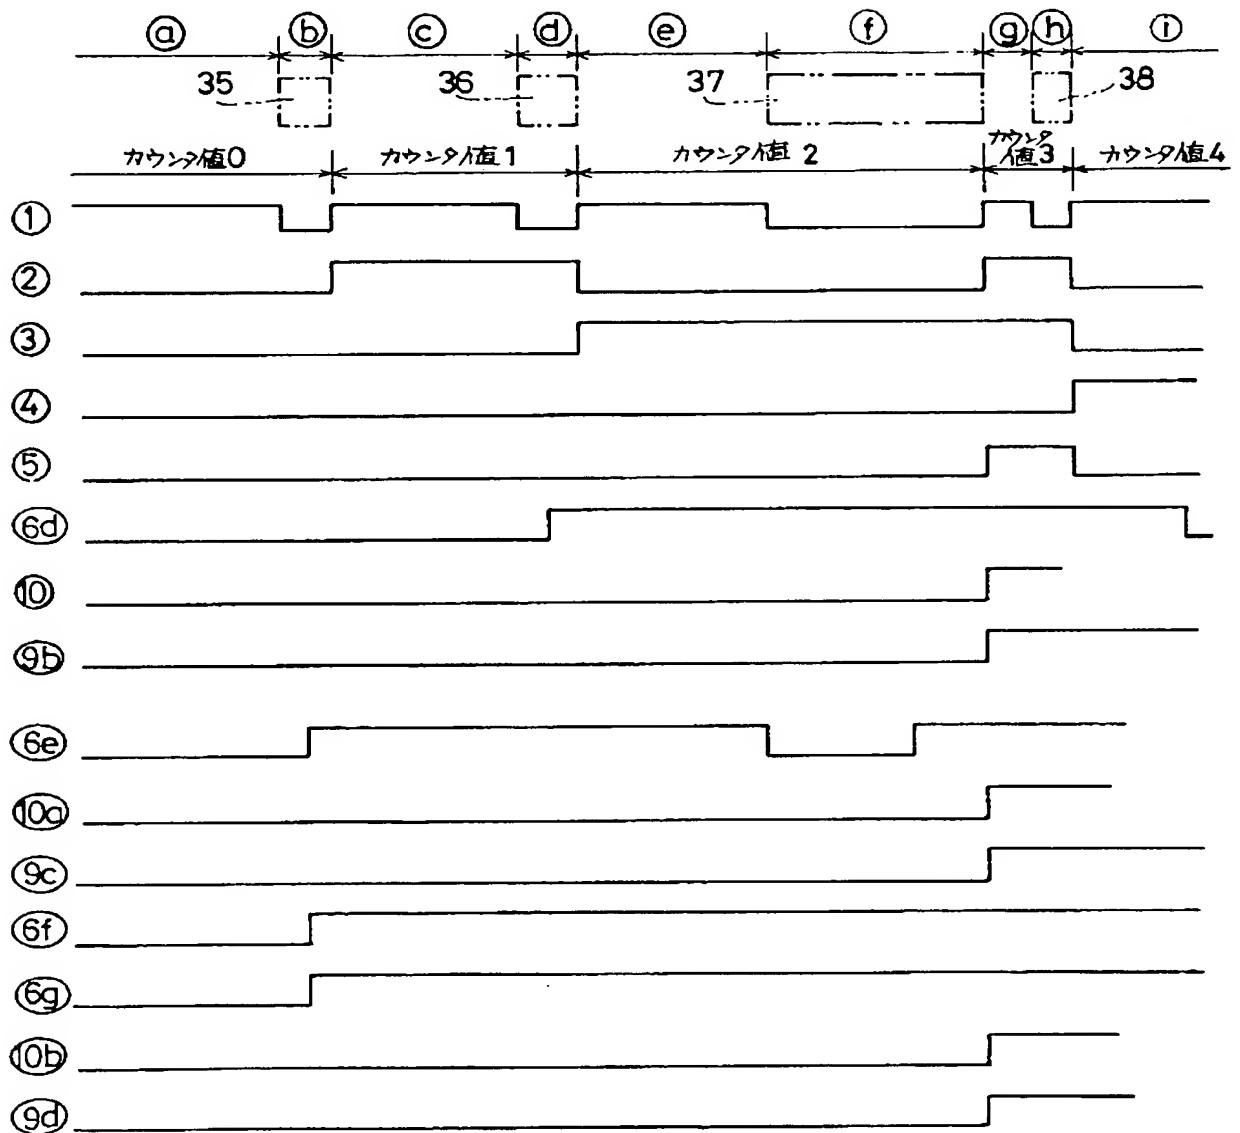 ⓐ ⓑ ⓒ ⓓ ⓔ ⓕ ⓖ ⓗ ⓘ
35 36 37 38
カウンタ値0 カウンタ値1 カウンタ値2 カウンタ値3 カウンタ値4
①
②
③
④
⑤
6d
⑩
9b
6e
10a
9c
6f
6g
10b
9d